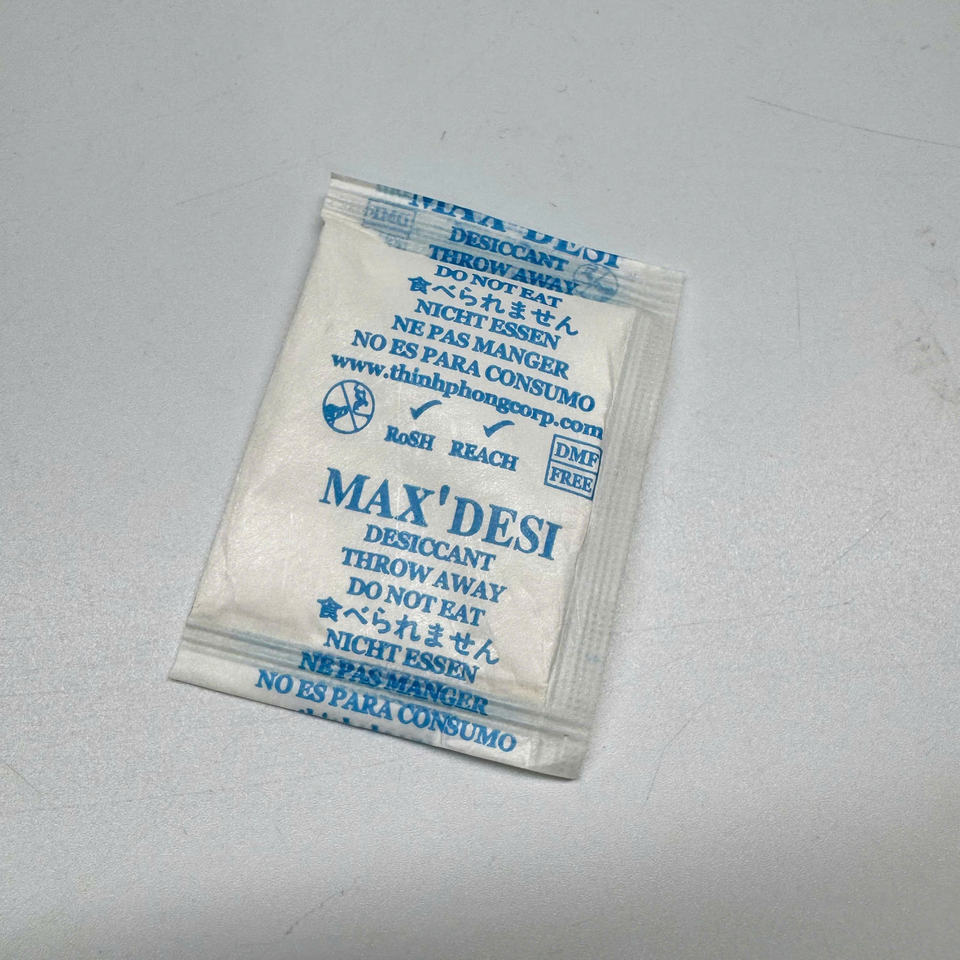 MAX'DESI
DESICCANT
THROW AWAY
DO NOT EAT
食べられません
NICHT ESSEN
NE PAS MANGER
NO ES PARA CONSUMO
www.thinhphongcorp.com
RoSH REACH
DMF
FREE
MAX'DESI
DESICCANT
THROW AWAY
DO NOT EAT
食べられません
NICHT ESSEN
NE PAS MANGER
NO ES PARA CONSUMO